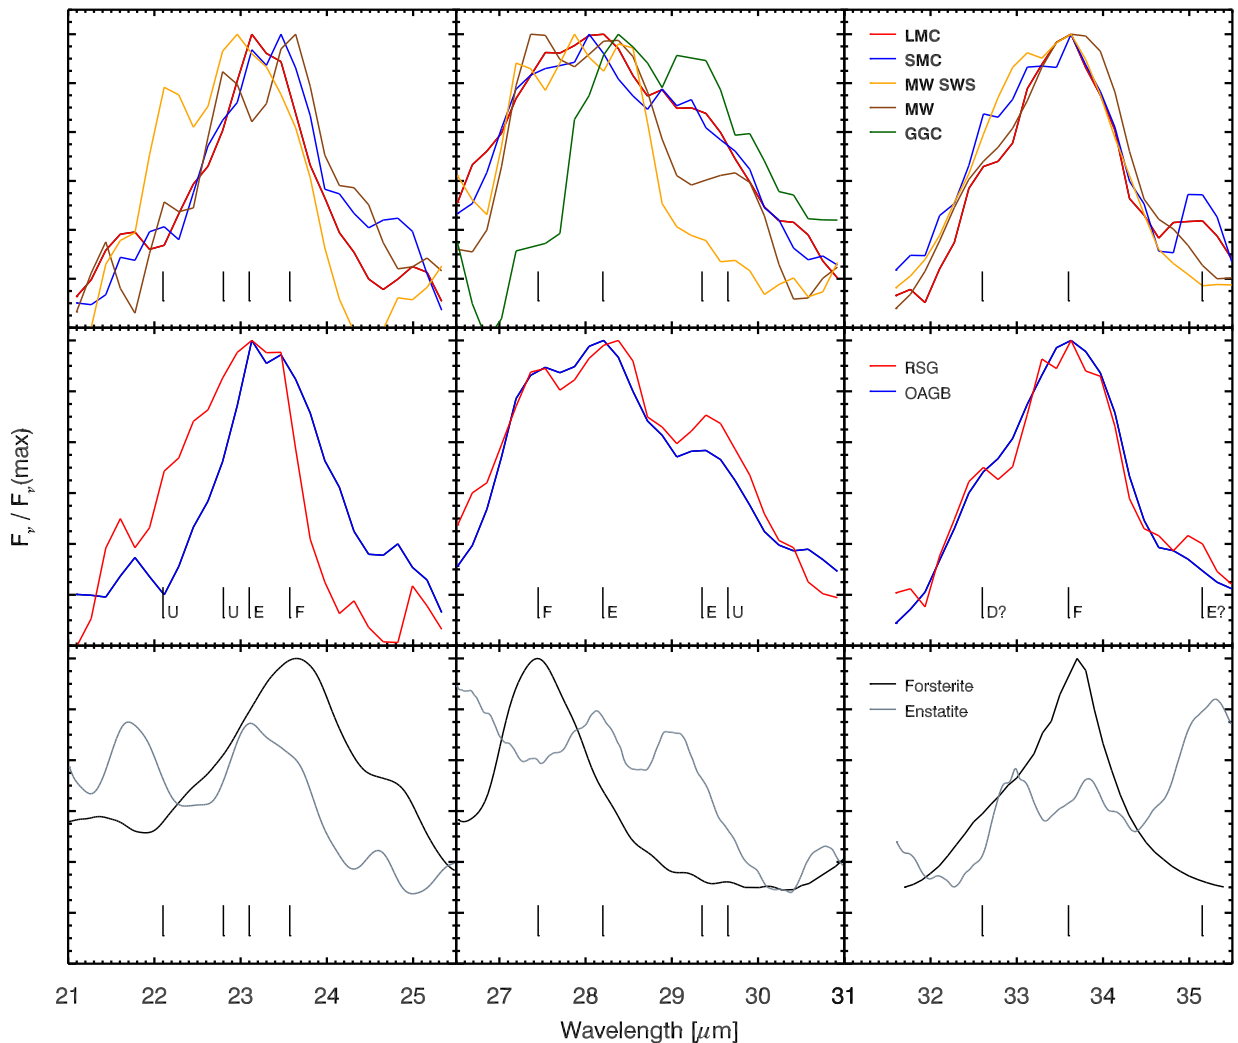 LMC
SMC
MW SWS
MW
GGC
RSG
OAGB
U U E F
F E E U
D? F E?
Forsterite
Enstatite
F𝜈 / F𝜈(max)
21 22 23 24 25 27 28 29 30 31 32 33 34 35
Wavelength [μm]